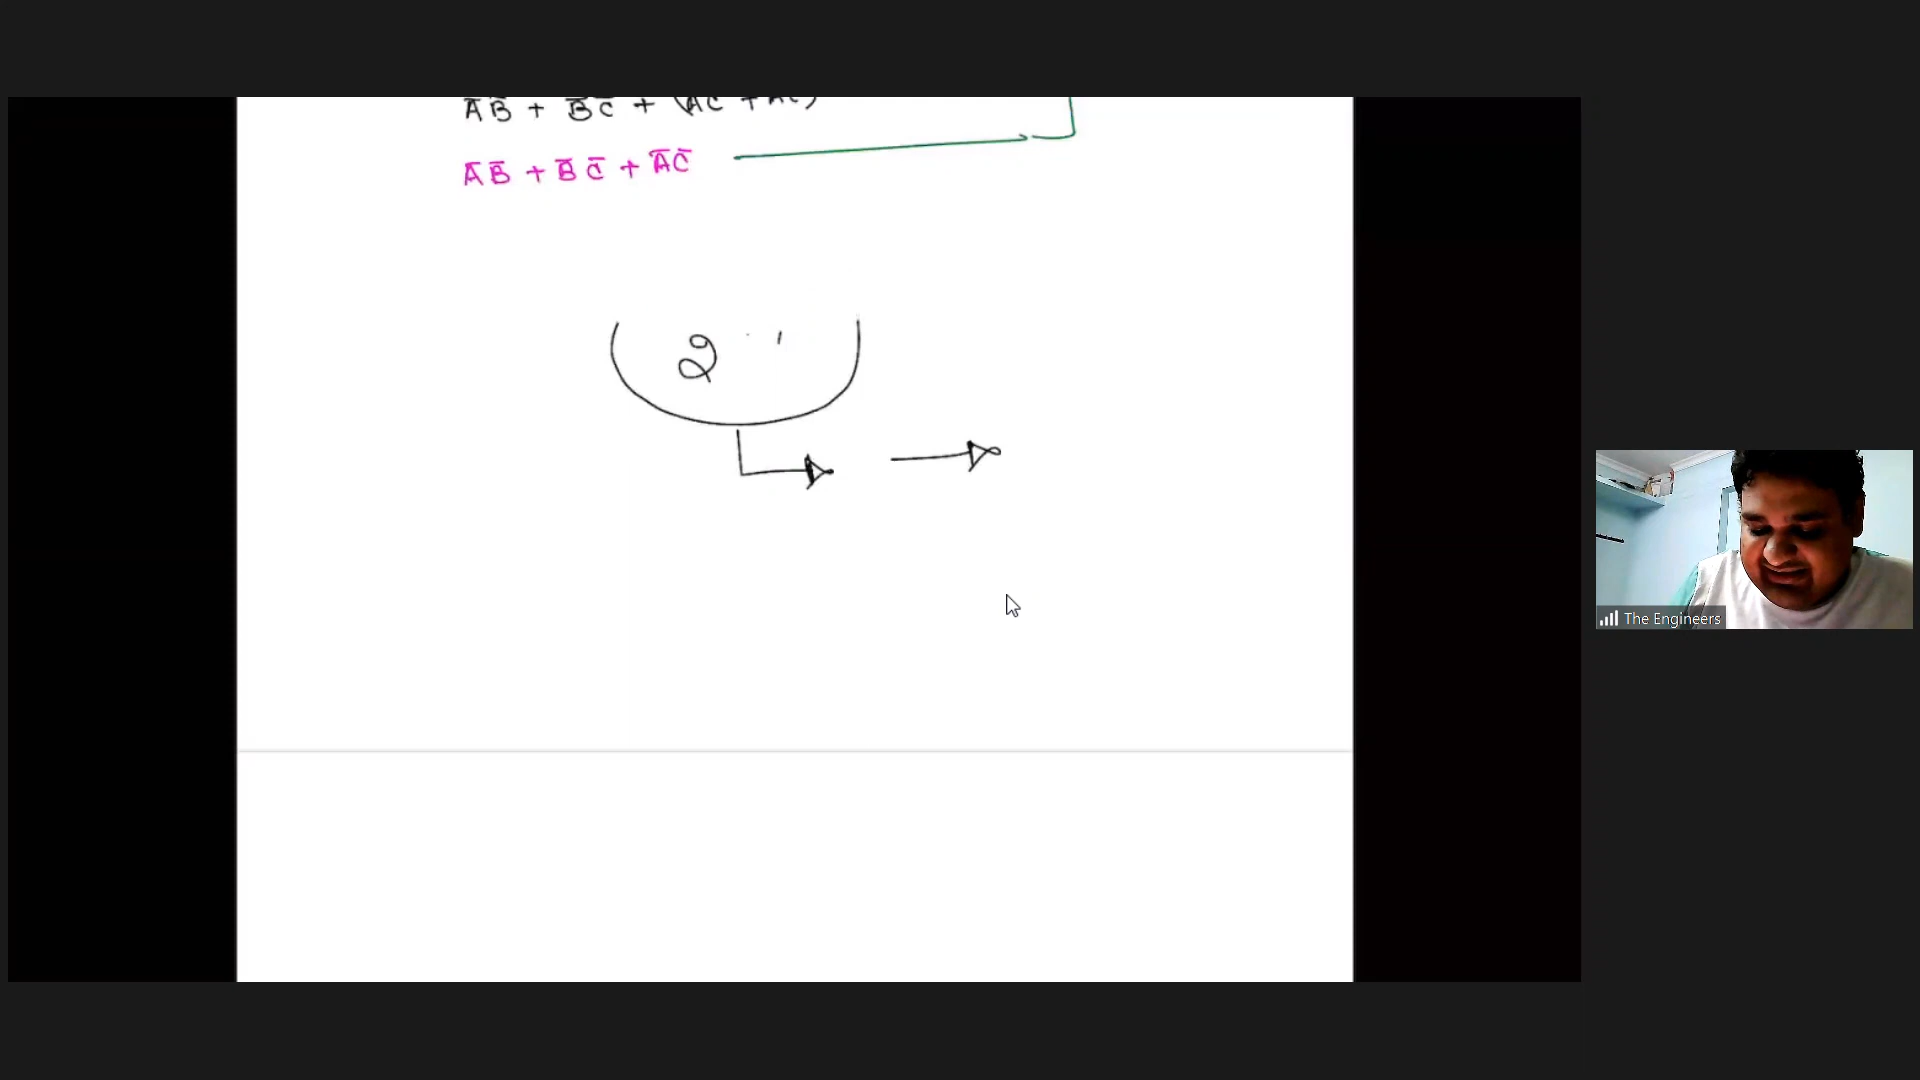 A̅B̅ + B̅C̅ +
A̅B̅ + B̅C̅ + A̅C̅
2
The Engineers